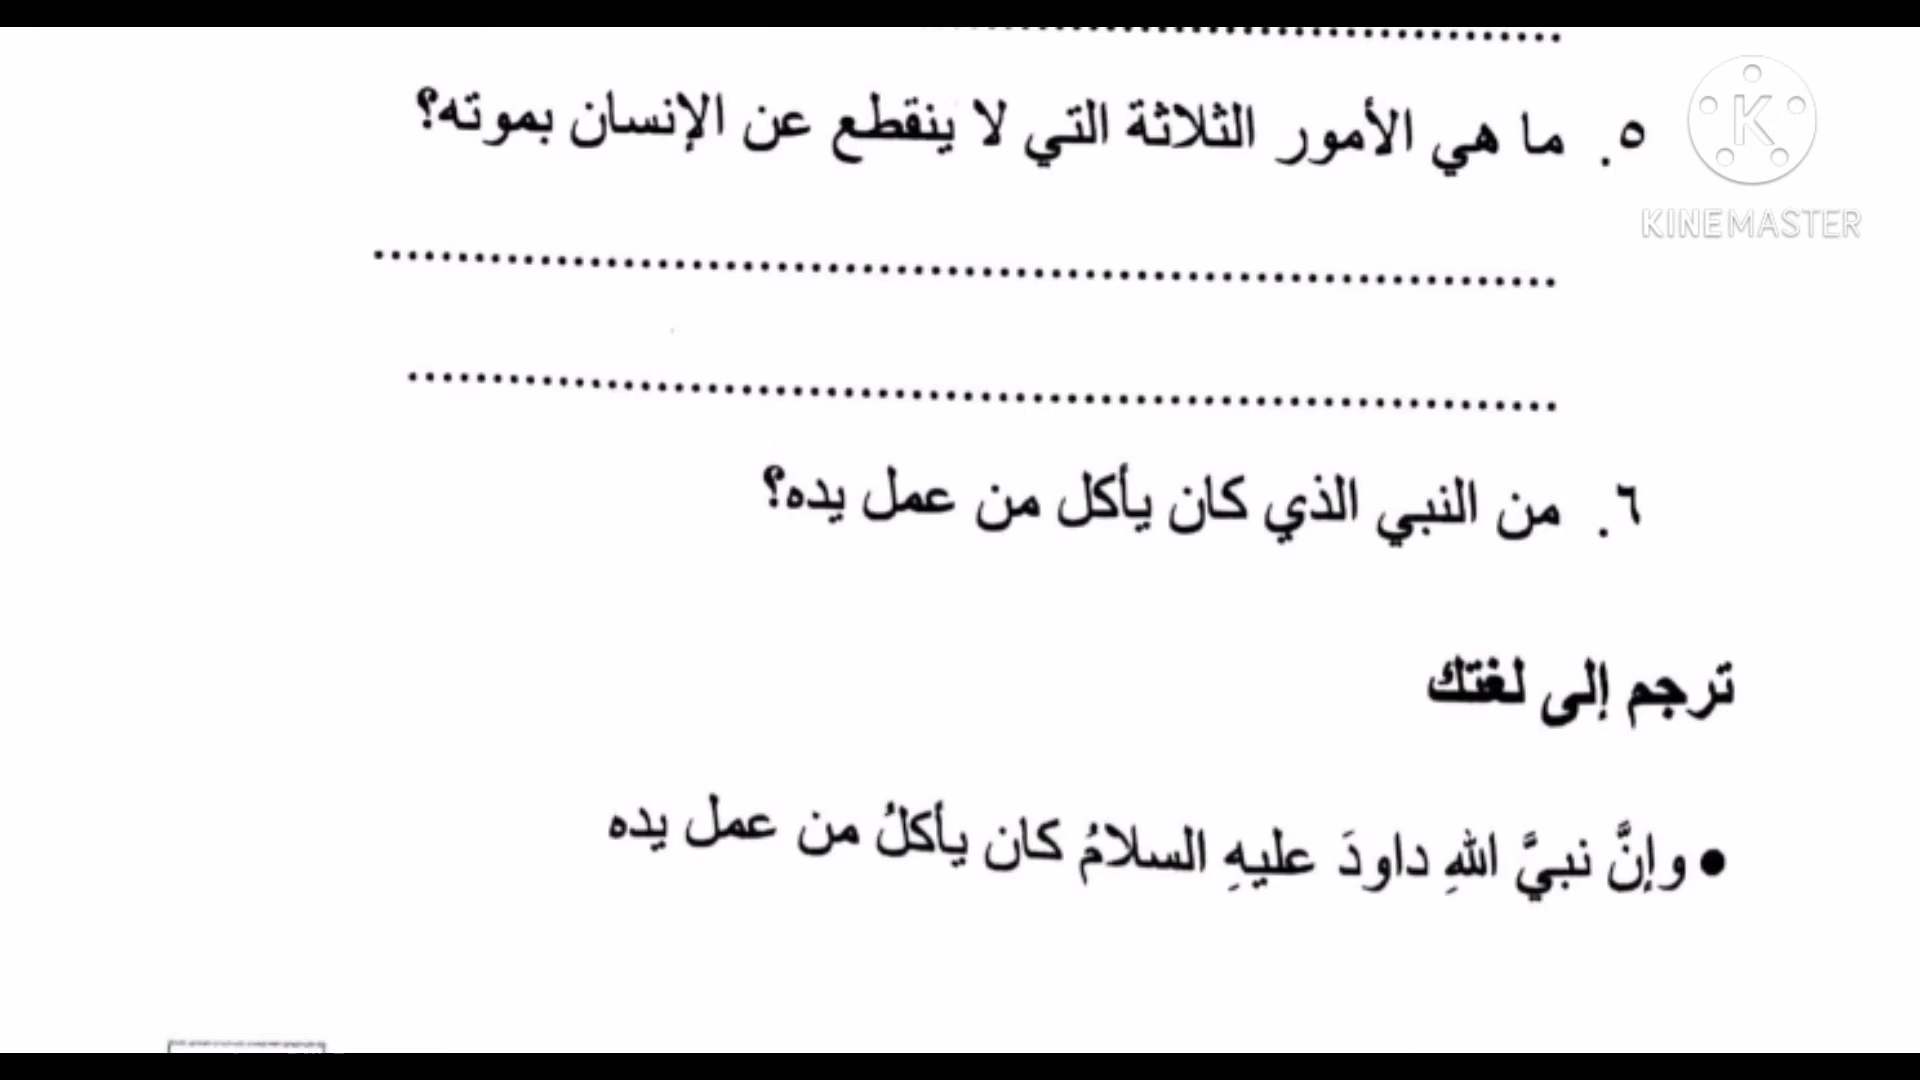 ٥. ما هي الأمور الثلاثة التي لا ينقطع عن الإنسان بموته؟
KINEMASTER
٦. من النبي الذي كان يأكل من عمل يده؟
ترجم إلى لغتك
• وإنَّ نبيَّ اللهِ داودَ عليهِ السلامُ كان يأكلُ من عمل يده